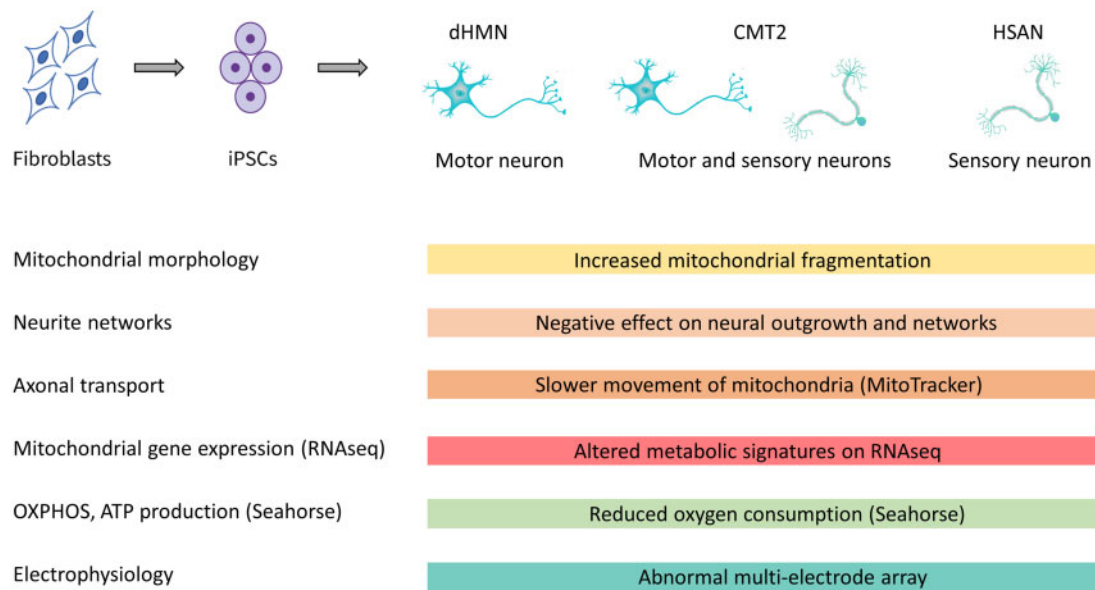 dHMN CMT2 HSAN
Fibroblasts iPSCs Motor neuron Motor and sensory neurons Sensory neuron
Mitochondrial morphology Increased mitochondrial fragmentation
Neurite networks Negative effect on neural outgrowth and networks
Axonal transport Slower movement of mitochondria (MitoTracker)
Mitochondrial gene expression (RNAseq) Altered metabolic signatures on RNAseq
OXPHOS, ATP production (Seahorse) Reduced oxygen consumption (Seahorse)
Electrophysiology Abnormal multi-electrode array